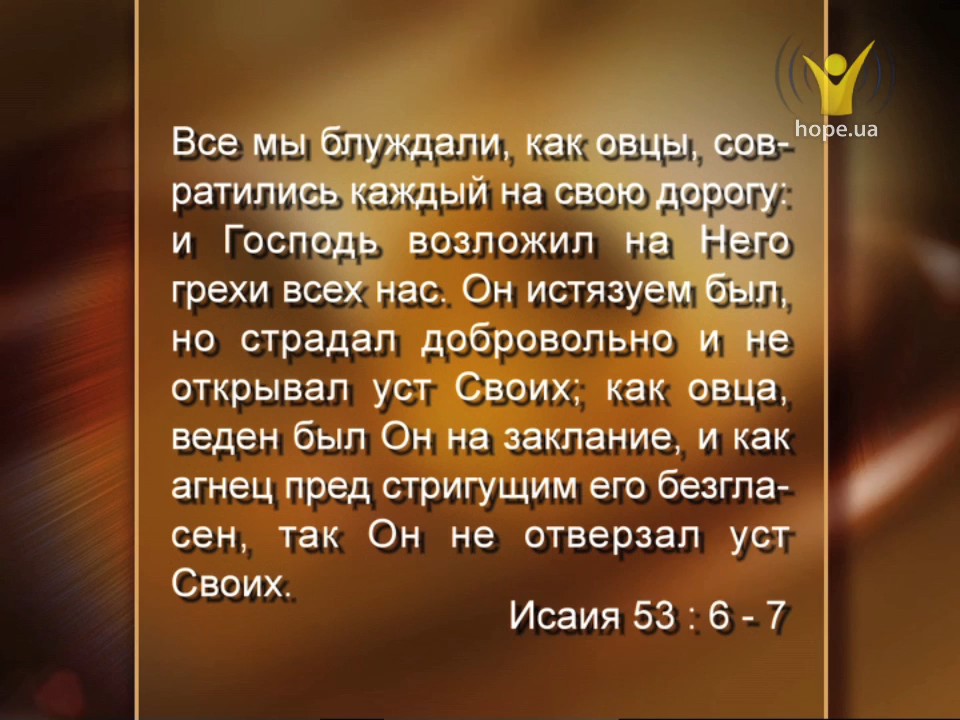 hope.ua
Все мы блуждали, как овцы, сов-
ратились каждый на свою дорогу:
и Господь возложил на Него
грехи всех нас. Он истязуем был,
но страдал добровольно и не
открывал уст Своих; как овца,
веден был Он на заклание, и как
агнец пред стригущим его безгла-
сен, так Он не отверзал уст
Своих.
Исаия 53 : 6 - 7